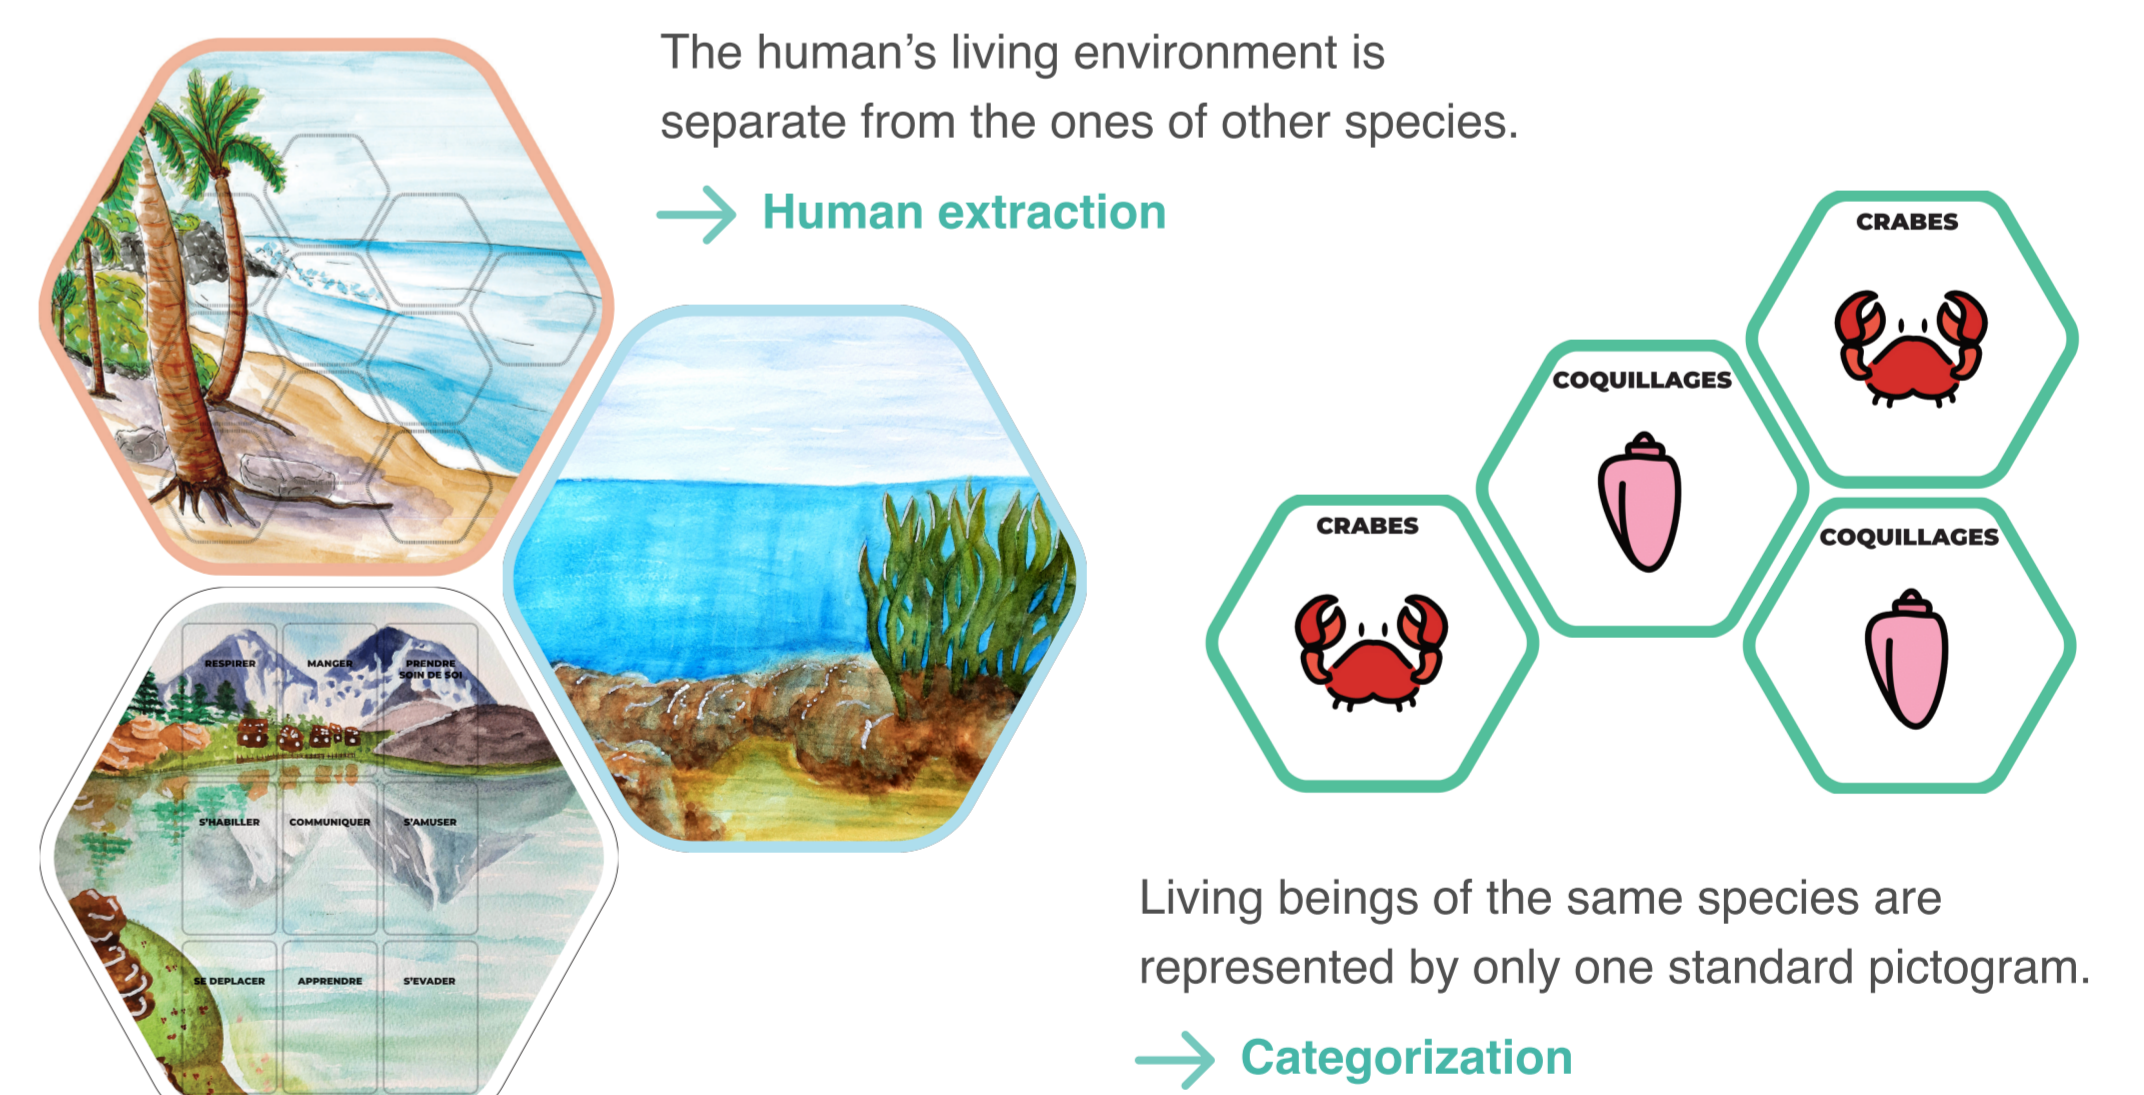 The human’s living environment is
separate from the ones of other species.
Human extraction
CRABES
COQUILLAGES
CRABES
COQUILLAGES
RESPIRER
MANGER
PRENDRE
SOIN DE SOI
S'HABILLER
COMMUNIQUER
S'AMUSER
SE DEPLACER
APPRENDRE
S'EVADER
Living beings of the same species are
represented by only one standard pictogram.
Categorization